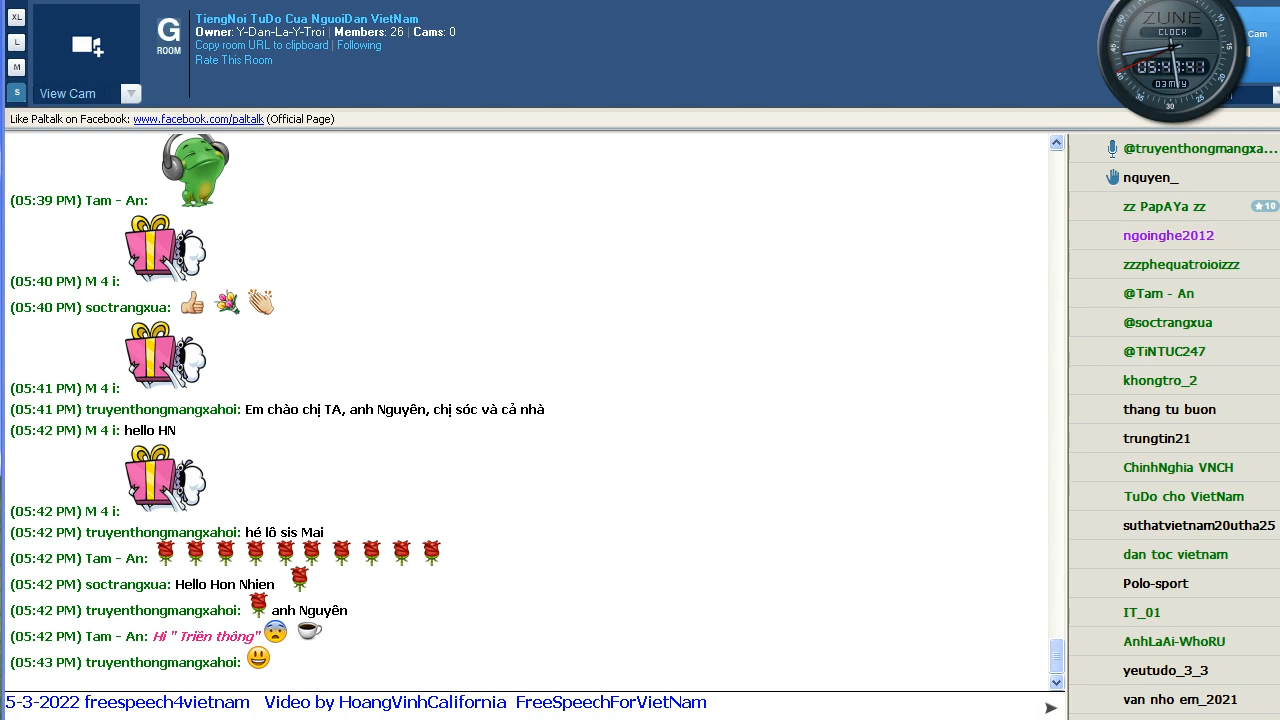 XL
L
M
S
View Cam
G
ROOM
TiengNoi TuDo Cua NguoiDan VietNam
Owner: Y-Dan-La-Y-Troi | Members: 26 | Cams: 0
Copy room URL to clipboard | Following
Rate This Room
ZUNE
CLOCK
03 may
Cam
Like Paltalk on Facebook: www.facebook.com/paltalk (Official Page)
(05:39 PM) Tam - An:
(05:40 PM) M 4 i:
(05:40 PM) soctrangxua:
(05:41 PM) M 4 i:
(05:41 PM) truyenthongmangxahoi: Em chào chị TA, anh Nguyên, chị sóc và cả nhà
(05:42 PM) M 4 i: hello HN
(05:42 PM) M 4 i:
(05:42 PM) truyenthongmangxahoi: hé lô sis Mai
(05:42 PM) Tam - An:
(05:42 PM) soctrangxua: Hello Hon Nhien
(05:42 PM) truyenthongmangxahoi: anh Nguyên
(05:42 PM) Tam - An: Hi " Triền thông"
(05:43 PM) truyenthongmangxahoi:
5-3-2022 freespeech4vietnam Video by HoangVinhCalifornia FreeSpeechForVietNam
@truyenthongmangxa...
nquyen_
zz PapAYa zz
10
ngoinghe2012
zzzphequatroioizzz
@Tam - An
@soctrangxua
@TiNTUC247
khongtro_2
thang tu buon
trungtin21
ChinhNghia VNCH
TuDo cho VietNam
suthatvietnam20utha25
dan toc vietnam
Polo-sport
IT_01
AnhLaAi-WhoRU
yeutudo_3_3
van nho em_2021